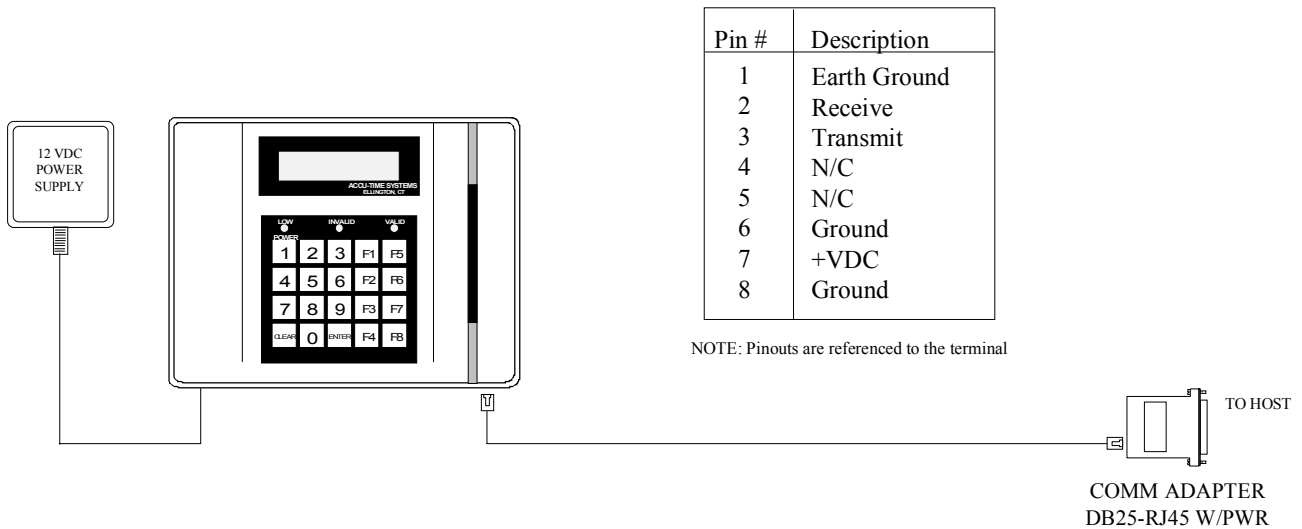 Pin # Description
1 Earth Ground
2 Receive
3 Transmit
4 N/C
5 N/C
6 Ground
7 +VDC
8 Ground
NOTE: Pinouts are referenced to the terminal
12 VDC
POWER
SUPPLY
ACCU-TIME SYSTEMS
ELLINGTON, CT
LOW POWER INVALID VALID
1 2 3 F1 F5
4 5 6 F2 F6
7 8 9 F3 F7
CLEAR 0 ENTER F4 F8
TO HOST
COMM ADAPTER
DB25-RJ45 W/PWR